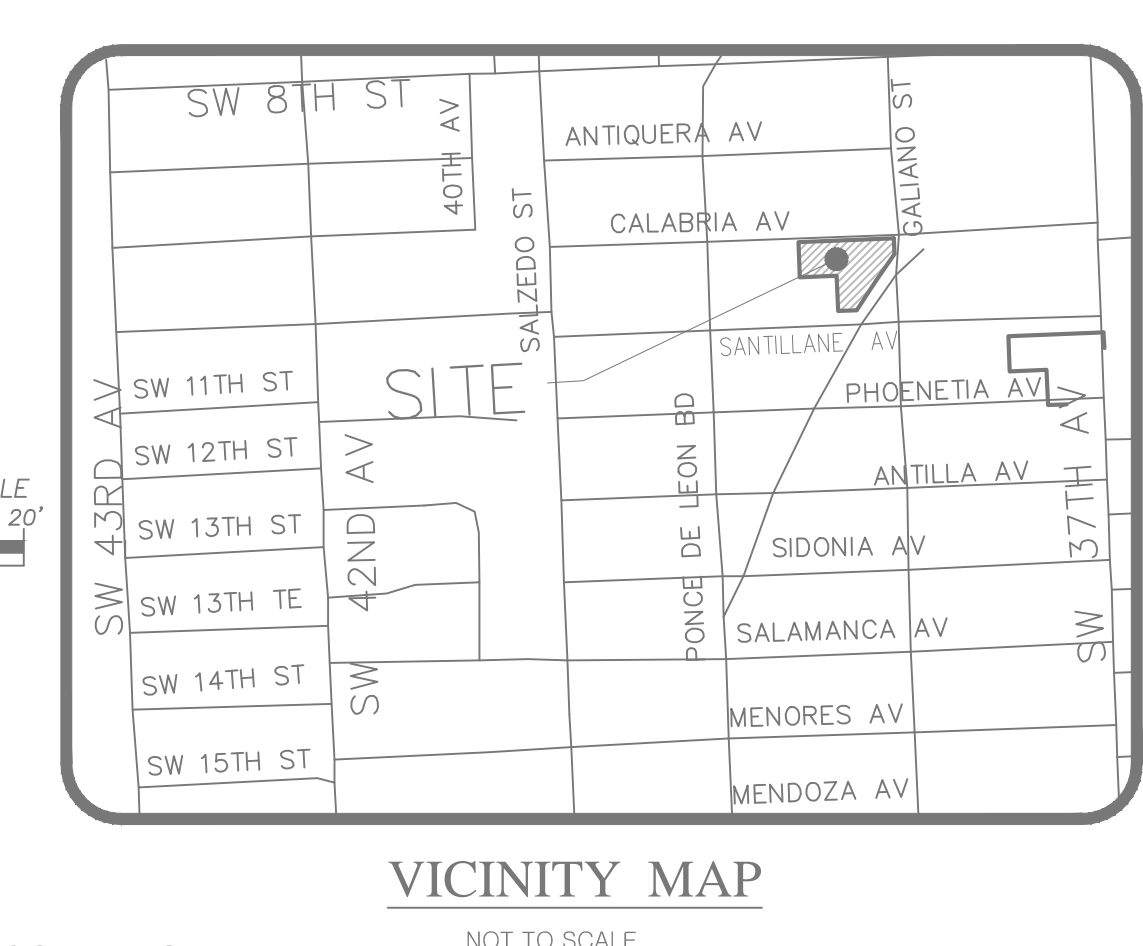 SW 8TH ST
40TH AV
ANTIQUERA AV
GALIANO ST
CALABRIA AV
SALZEDO ST
SANTILLANE AV
SITE
SW 11TH ST
PHOENETIA AV
SW 43RD AV
SW 12TH ST
SW 42ND AV
PONCE DE LEON BD
ANTILLA AV
SW 37TH AV
LE
20'
SW 13TH ST
SIDONIA AV
SW 13TH TE
SALAMANCA AV
SW 14TH ST
MENORES AV
SW 15TH ST
MENDOZA AV
VICINITY MAP
NOT TO SCALE